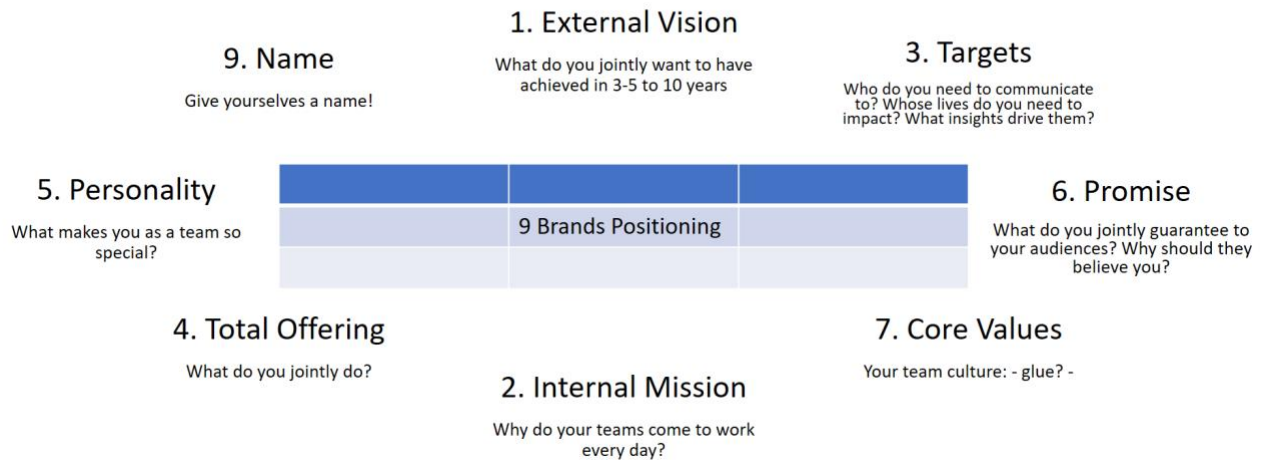 1. External Vision
What do you jointly want to have
achieved in 3-5 to 10 years
9. Name
Give yourselves a name!
3. Targets
Who do you need to communicate
to? Whose lives do you need to
impact? What insights drive them?
5. Personality
What makes you as a team so
special?
9 Brands Positioning
6. Promise
What do you jointly guarantee to
your audiences? Why should they
believe you?
4. Total Offering
What do you jointly do?
7. Core Values
Your team culture: - glue? -
2. Internal Mission
Why do your teams come to work
every day?